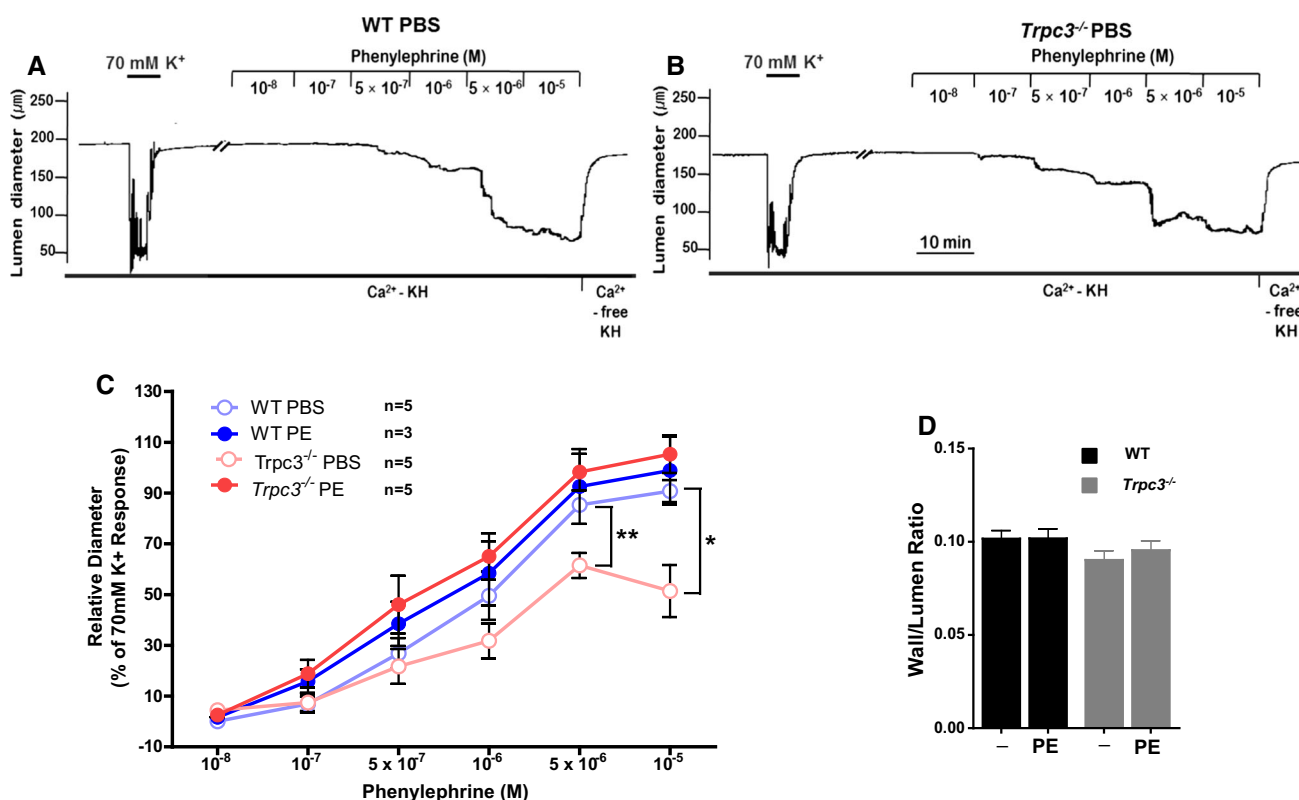 WT PBS
A
70 mM K⁺
Phenylephrine (M)
10⁻⁸ 10⁻⁷ 5 × 10⁻⁷ 10⁻⁶ 5 × 10⁻⁶ 10⁻⁵
Lumen diameter (μm)
250
200
150
100
50
Ca²⁺ - KH
Ca²⁺
- free
KH
Trpc3⁻/⁻ PBS
B
70 mM K⁺
Phenylephrine (M)
10⁻⁸ 10⁻⁷ 5 × 10⁻⁷ 10⁻⁶ 5 × 10⁻⁶ 10⁻⁵
Lumen diameter (μm)
250
200
150
100
50
10 min
Ca²⁺ - KH
Ca²⁺
- free
KH
C
Relative Diameter
(% of 70mM K+ Response)
130
110
90
70
50
30
10
-10
WT PBS n=5
WT PE n=3
Trpc3⁻/⁻ PBS n=5
Trpc3⁻/⁻ PE n=5
**
*
10⁻⁸ 10⁻⁷ 5 x 10⁻⁷ 10⁻⁶ 5 x 10⁻⁶ 10⁻⁵
Phenylephrine (M)
D
Wall/Lumen Ratio
0.15
0.10
0.05
0.00
WT
Trpc3⁻/⁻
– PE – PE